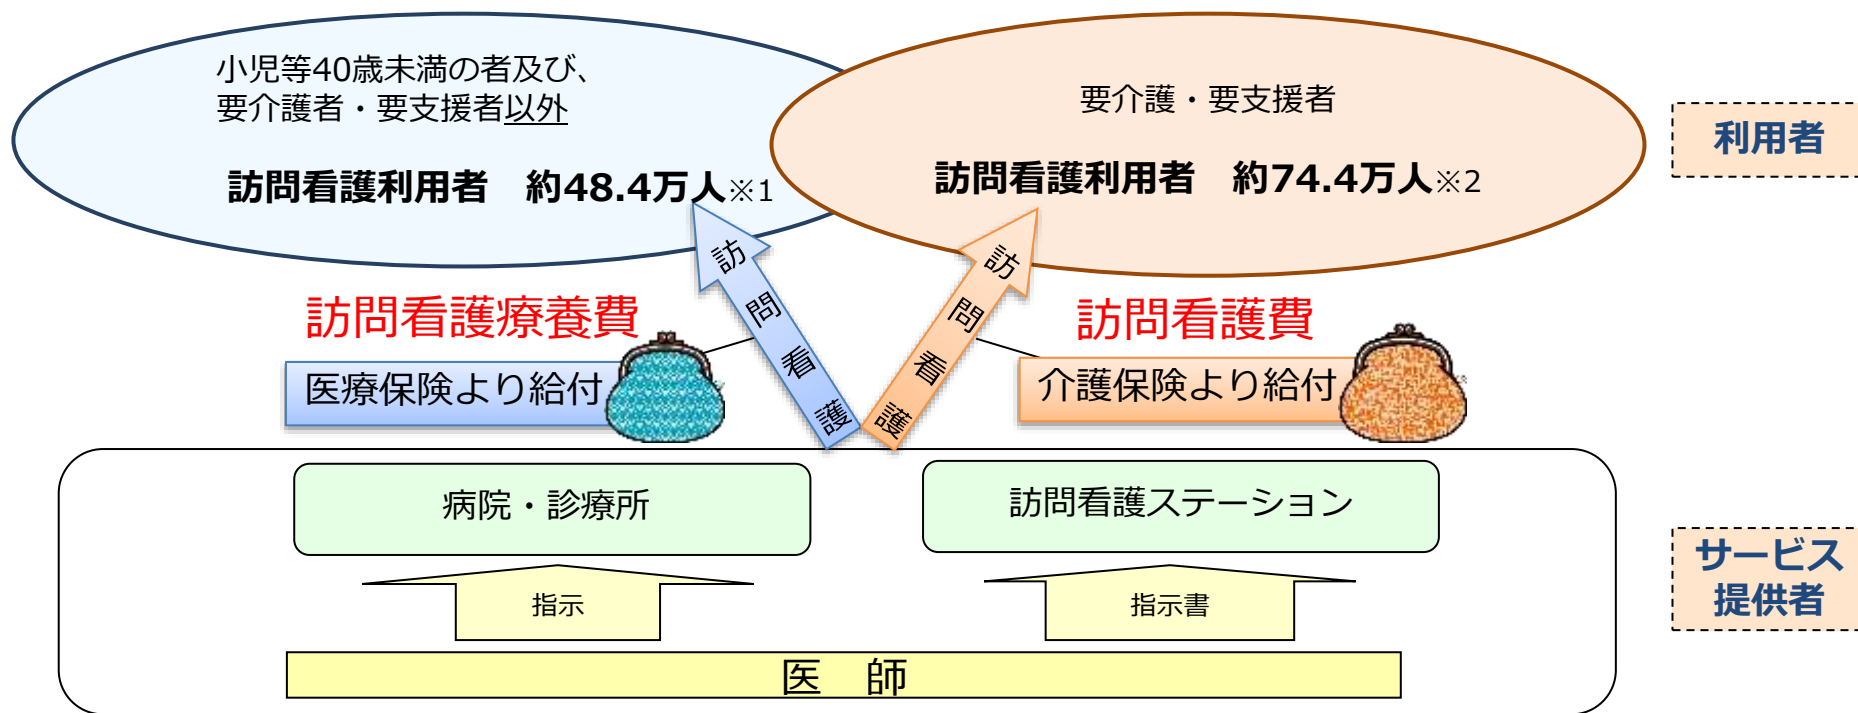 小児等40歳未満の者及び、
要介護者・要支援者以外
訪問看護利用者　約48.4万人※1
要介護・要支援者
訪問看護利用者　約74.4万人※2
利用者
訪問看護
訪問看護
訪問看護療養費
医療保険より給付
訪問看護費
介護保険より給付
病院・診療所
訪問看護ステーション
指示
指示書
医　師
サービス
提供者